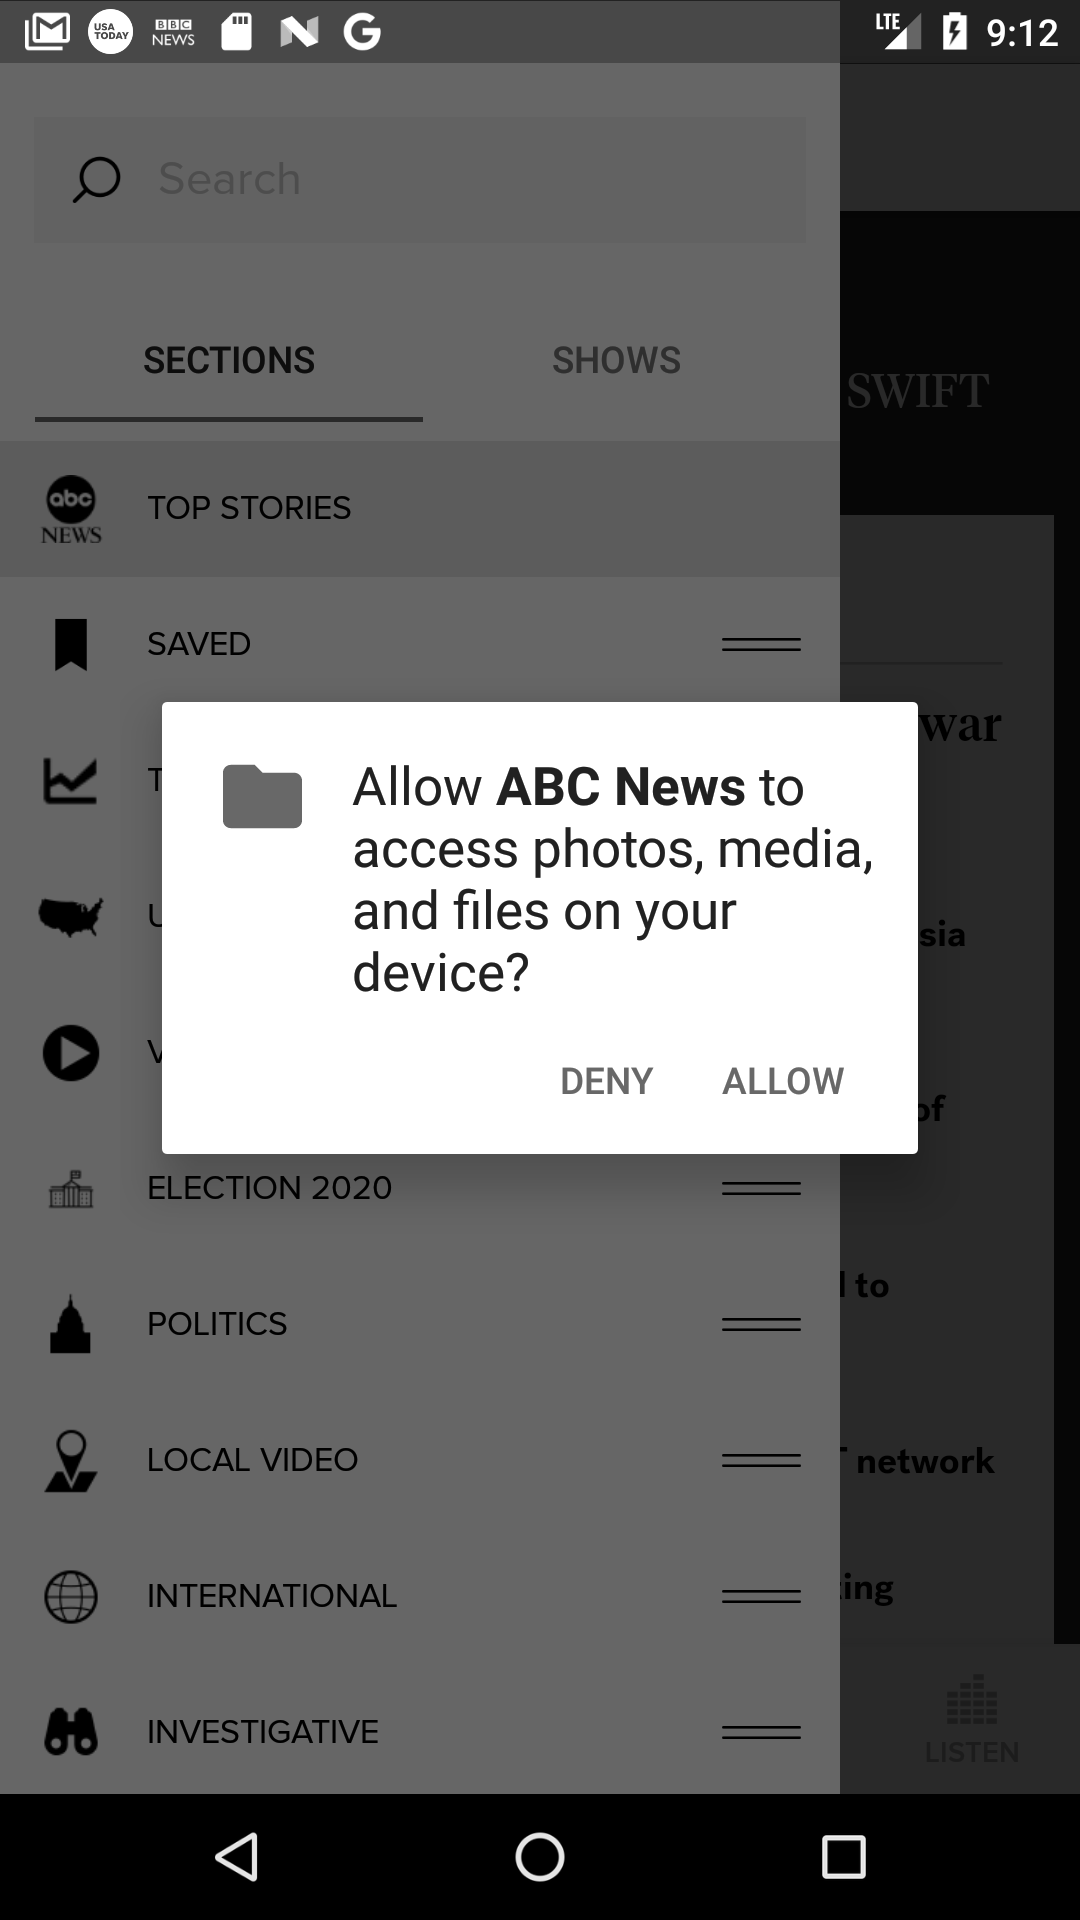 USA TODAY
BBC NEWS
LTE
9:12
Search
SECTIONS
SHOWS
SWIFT
abc NEWS
TOP STORIES
SAVED
war
T
Allow ABC News to
access photos, media,
and files on your
device?
sia
DENY
ALLOW
of
ELECTION 2020
to
POLITICS
LOCAL VIDEO
network
INTERNATIONAL
ing
INVESTIGATIVE
LISTEN